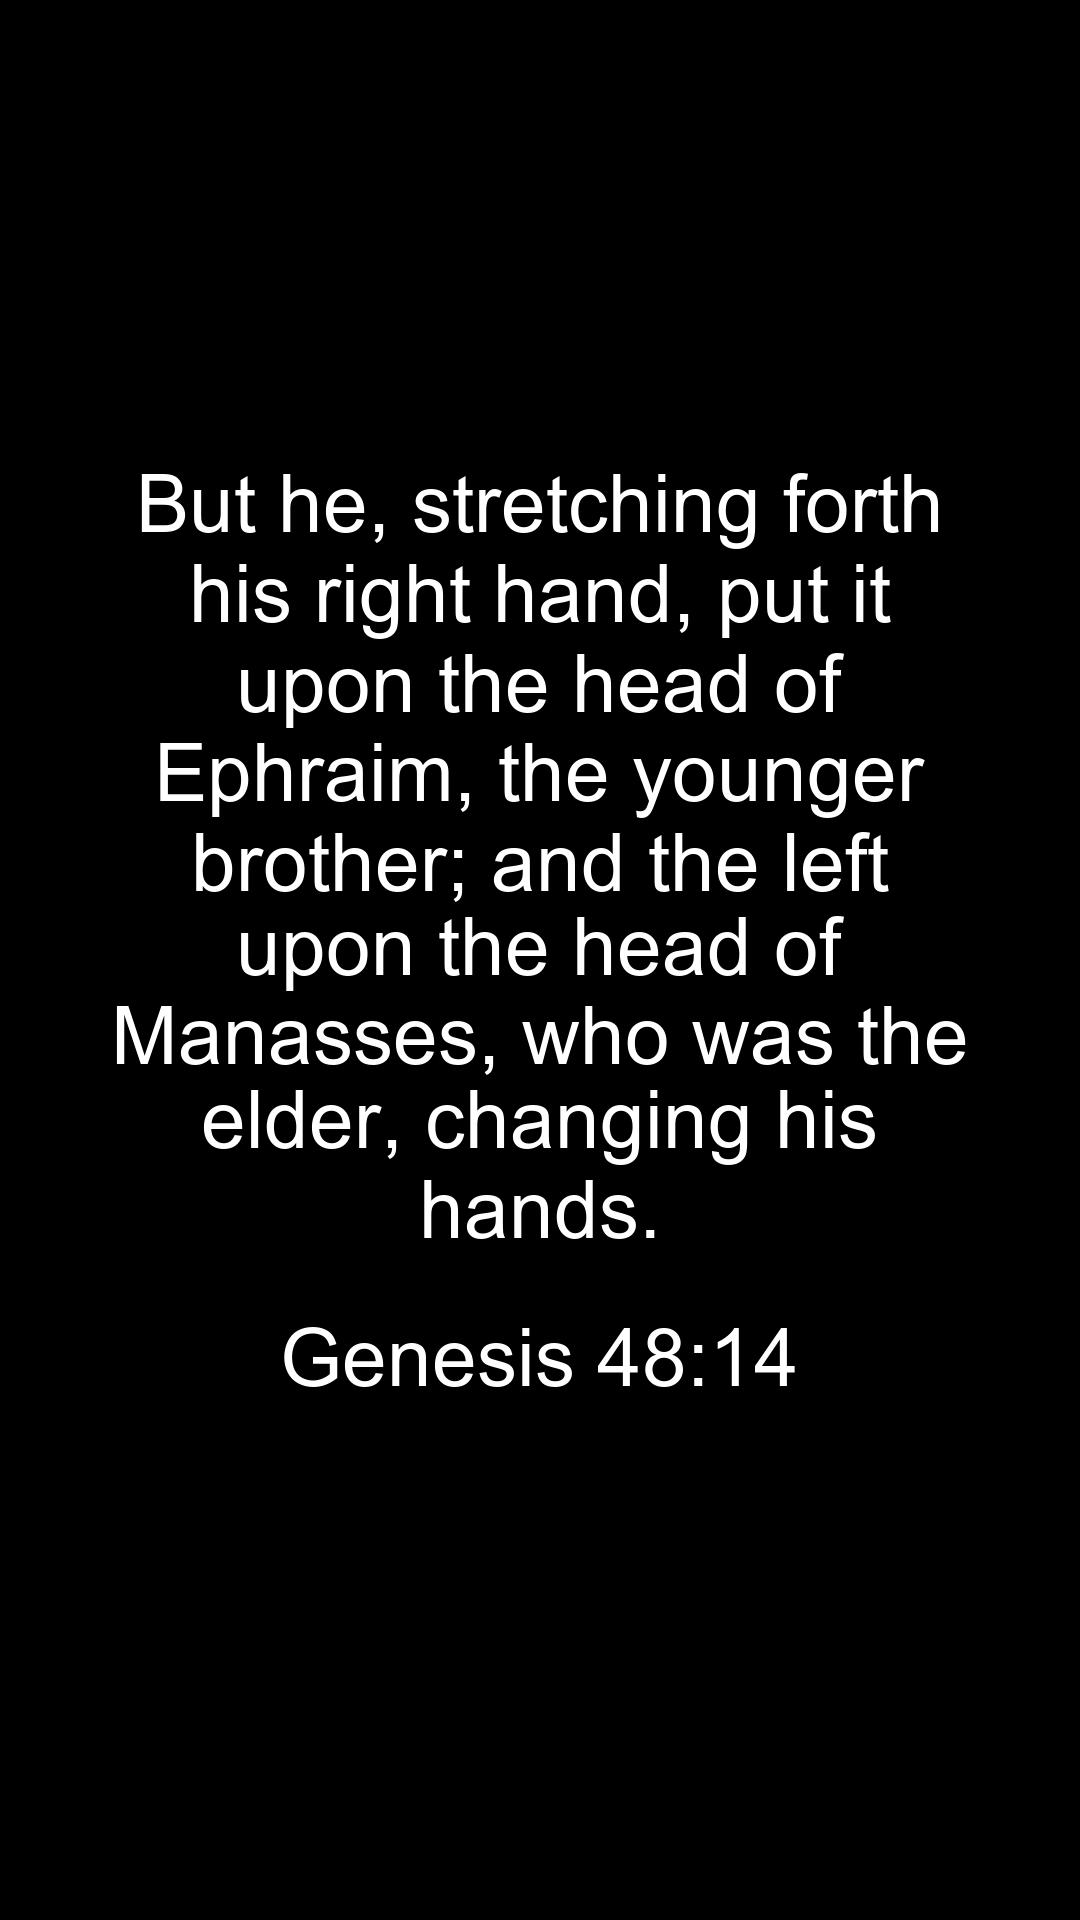 But he, stretching forth
his right hand, put it
upon the head of
Ephraim, the younger
brother; and the left
upon the head of
Manasses, who was the
elder, changing his
hands.
Genesis 48:14